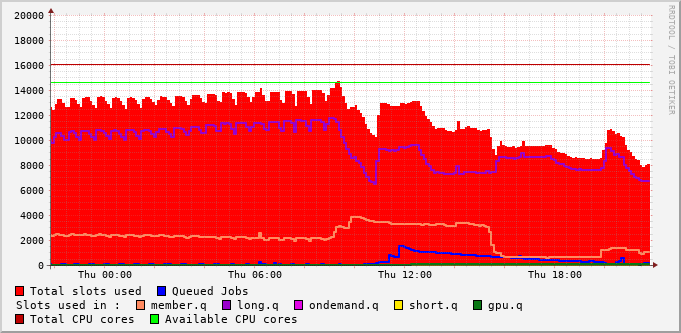 20000
18000
16000
14000
12000
10000
8000
6000
4000
2000
0
Thu 00:00 Thu 06:00 Thu 12:00 Thu 18:00
RRDTOOL / TOBI OETIKER
Total slots used Queued Jobs
Slots used in : member.q long.q ondemand.q short.q gpu.q
Total CPU cores Available CPU cores